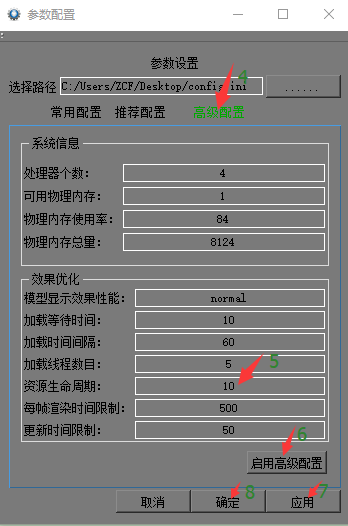 参数配置
参数设置
选择路径 C:/Users/ZCF/Desktop/config.ini ......
4
常用配置 推荐配置 高级配置
系统信息
处理器个数: 4
可用物理内存: 1
物理内存使用率: 84
物理内存总量: 8124
效果优化
模型显示效果性能: normal
加载等待时间: 10
加载时间间隔: 60
加载线程数目: 5
5
资源生命周期: 10
每帧渲染时间限制: 500
更新时间限制: 50
6
启用高级配置
取消 确定 8 应用 7